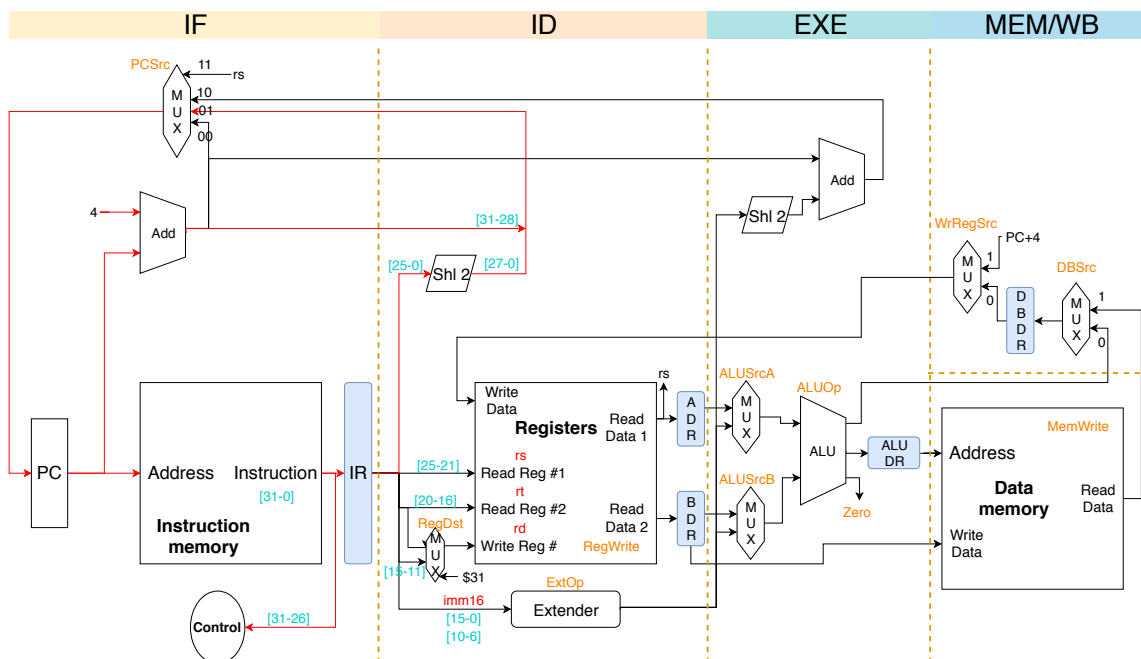 IF
ID
EXE
MEM/WB
PCSrc
11
rs
M
U
X
10
01
00
4
Add
[31-28]
[25-0]
Shl 2
[27-0]
Add
Shl 2
WrRegSrc
PC+4
M
U
X
1
0
D
B
D
R
DBSrc
M
U
X
1
0
PC
Address
Instruction
[31-0]
Instruction
memory
Control
[31-26]
IR
[25-21]
[20-16]
RegDst
M
U
X
[15-11]
$31
Write
Data
Registers
Read
Data 1
rs
Read Reg #1
rt
Read Reg #2
rd
Write Reg #
Read
Data 2
RegWrite
rs
A
D
R
B
D
R
imm16
[15-0]
[10-6]
ExtOp
Extender
ALUSrcA
M
U
X
ALUSrcB
M
U
X
ALUOp
ALU
Zero
ALU
DR
MemWrite
Address
Data
memory
Read
Data
Write
Data